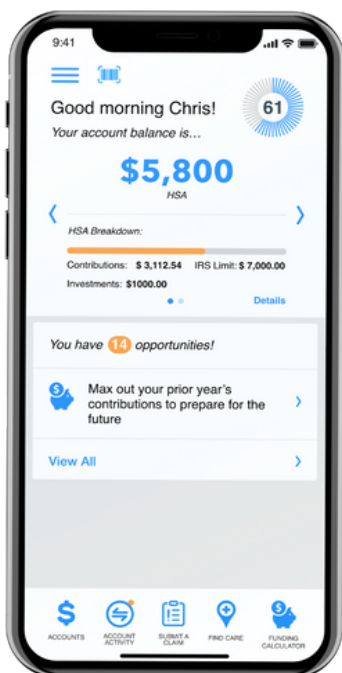 9:41
Good morning Chris!
61
Your account balance is...
$5,800
HSA
HSA Breakdown:
Contributions: $ 3,112.54 IRS Limit: $ 7,000.00
Investments: $1000.00
Details
You have 14 opportunities!
Max out your prior year's
contributions to prepare for the
future
View All
ACCOUNTS
ACCOUNT
ACTIVITY
SUBMIT A
CLAIM
FIND CARE
FUNDING
CALCULATOR